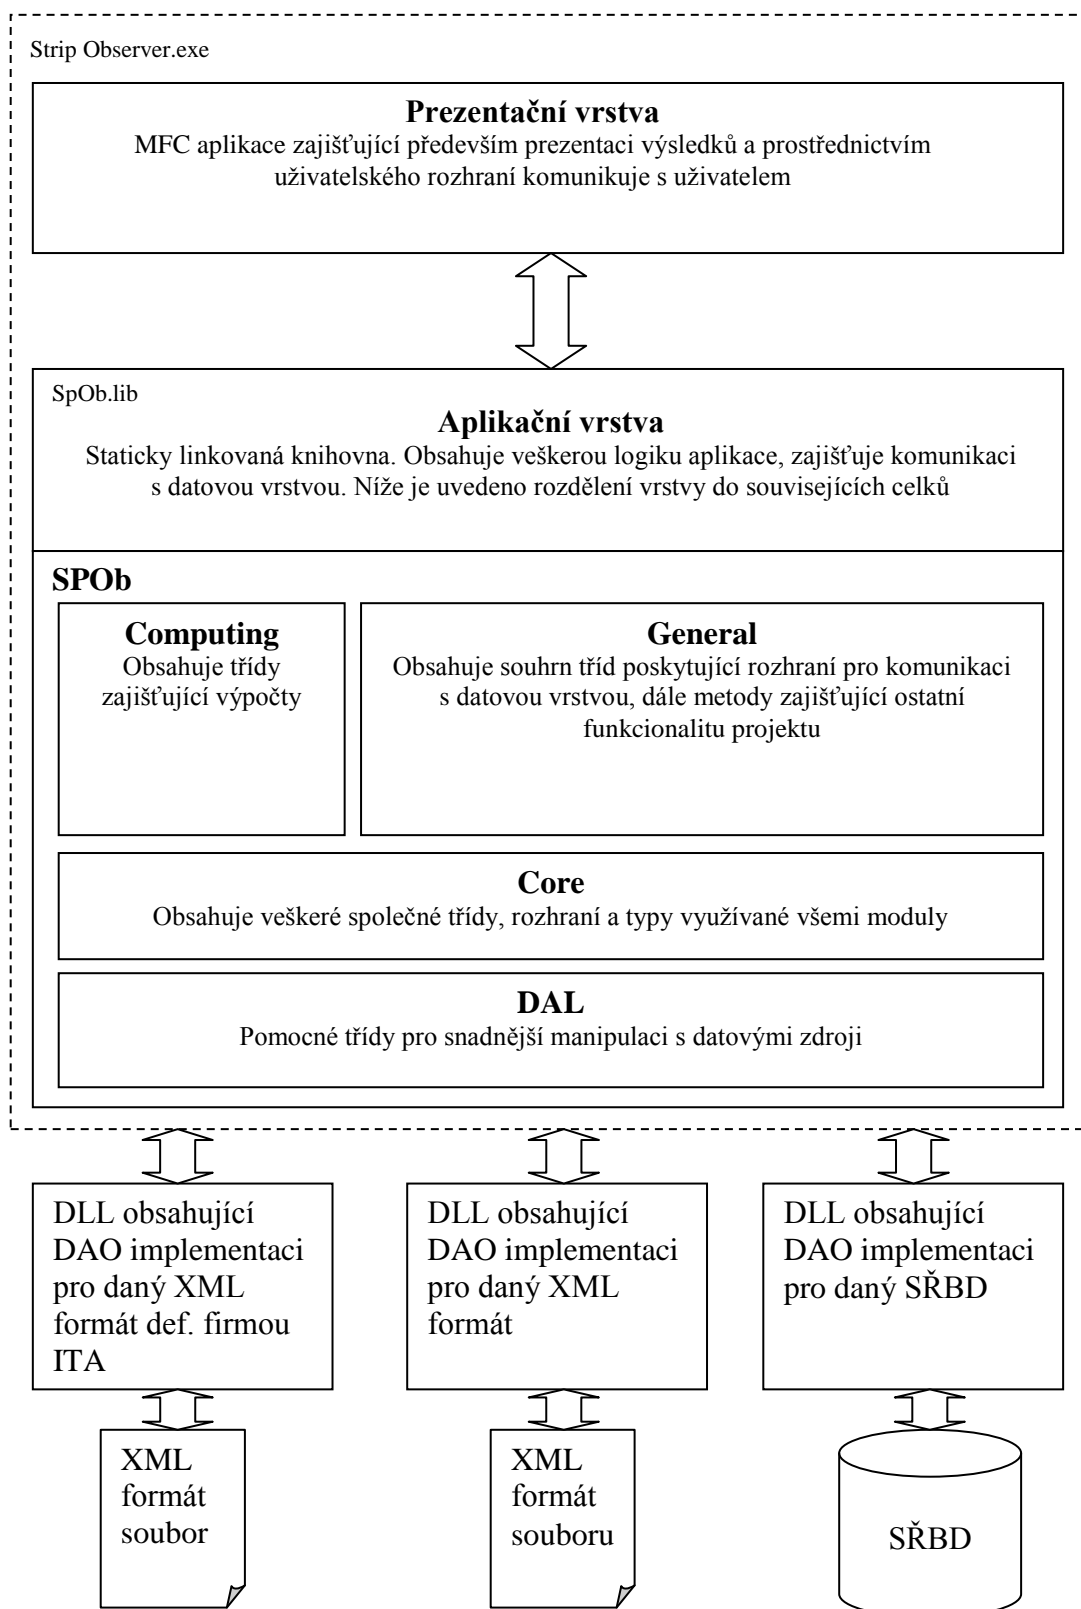 Strip Observer.exe
Prezentační vrstva
MFC aplikace zajišťující především prezentaci výsledků a prostřednictvím
uživatelského rozhraní komunikuje s uživatelem
SpOb.lib
Aplikační vrstva
Staticky linkovaná knihovna. Obsahuje veškerou logiku aplikace, zajišťuje komunikaci
s datovou vrstvou. Níže je uvedeno rozdělení vrstvy do souvisejících celků
SPOb
Computing
Obsahuje třídy
zajišťující výpočty
General
Obsahuje souhrn tříd poskytující rozhraní pro komunikaci
s datovou vrstvou, dále metody zajišťující ostatní
funkcionalitu projektu
Core
Obsahuje veškeré společné třídy, rozhraní a typy využívané všemi moduly
DAL
Pomocné třídy pro snadnější manipulaci s datovými zdroji
DLL obsahující
DAO implementaci
pro daný XML
formát def. firmou
ITA
DLL obsahující
DAO implementaci
pro daný XML
formát
DLL obsahující
DAO implementaci
pro daný SŘBD
XML
formát
soubor
XML
formát
souboru
SŘBD